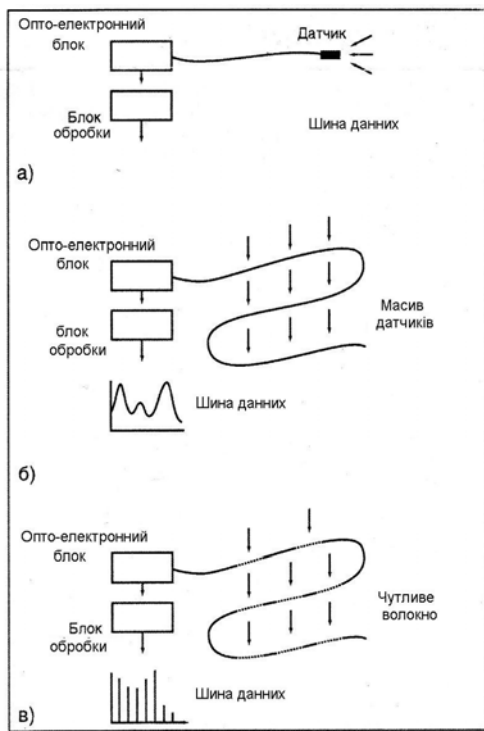 Опто-електронний
блок
Датчик
Блок
обробки
Шина данних
а)
Опто-електронний
блок
блок
обробки
Масив
датчиків
Шина данних
б)
Опто-електронний
блок
Блок
обробки
Чутливе
волокно
Шина данних
в)